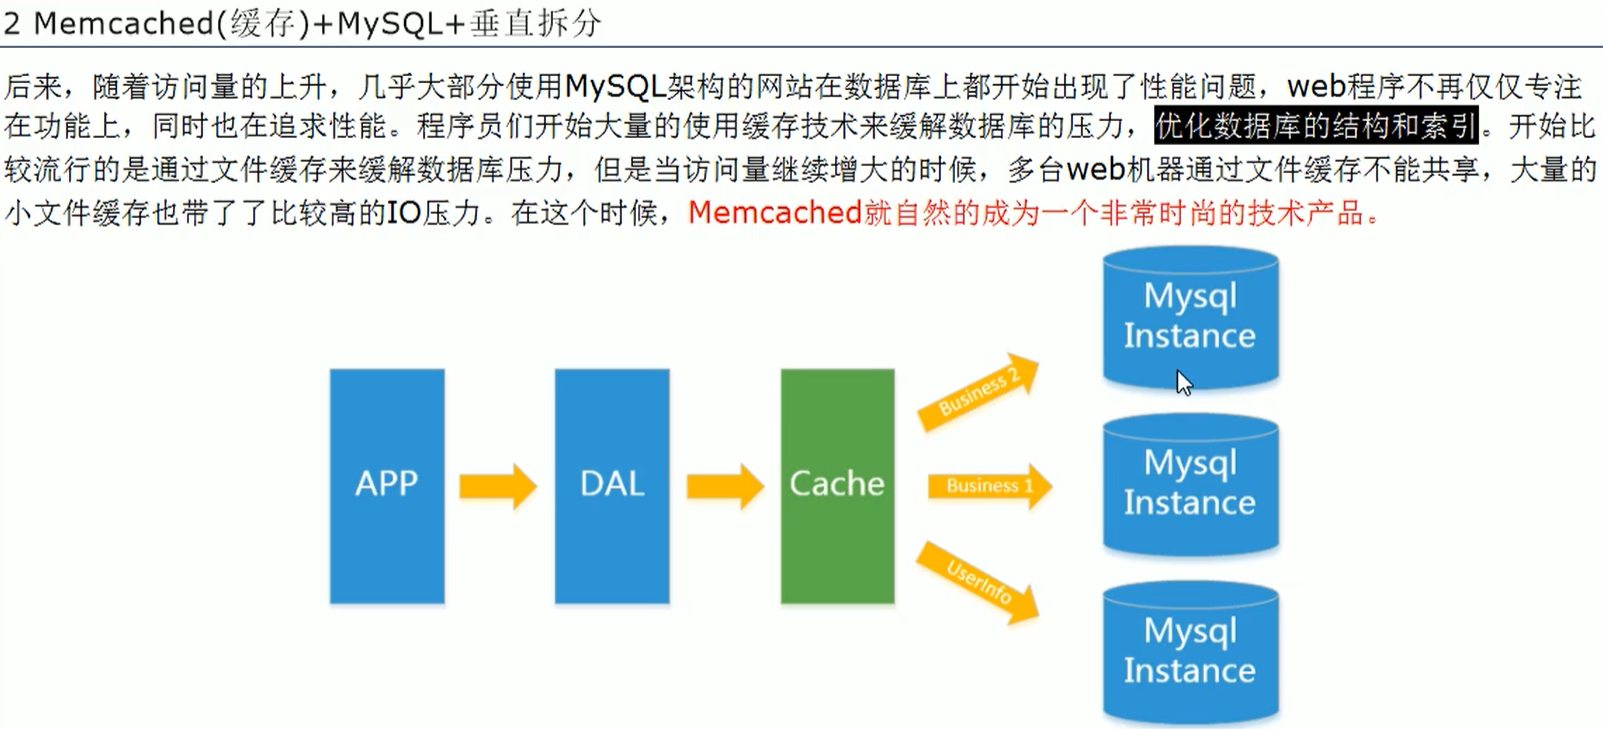 2 Memcached(缓存)+MySQL+垂直拆分
后来，随着访问量的上升，几乎大部分使用MySQL架构的网站在数据库上都开始出现了性能问题，web程序不再仅仅专注
在功能上，同时也在追求性能。程序员们开始大量的使用缓存技术来缓解数据库的压力，优化数据库的结构和索引。开始比
较流行的是通过文件缓存来缓解数据库压力，但是当访问量继续增大的时候，多台web机器通过文件缓存不能共享，大量的
小文件缓存也带了了比较高的IO压力。在这个时候，Memcached就自然的成为一个非常时尚的技术产品。
APP
DAL
Cache
Business 2
Business 1
UserInfo
Mysql
Instance
Mysql
Instance
Mysql
Instance